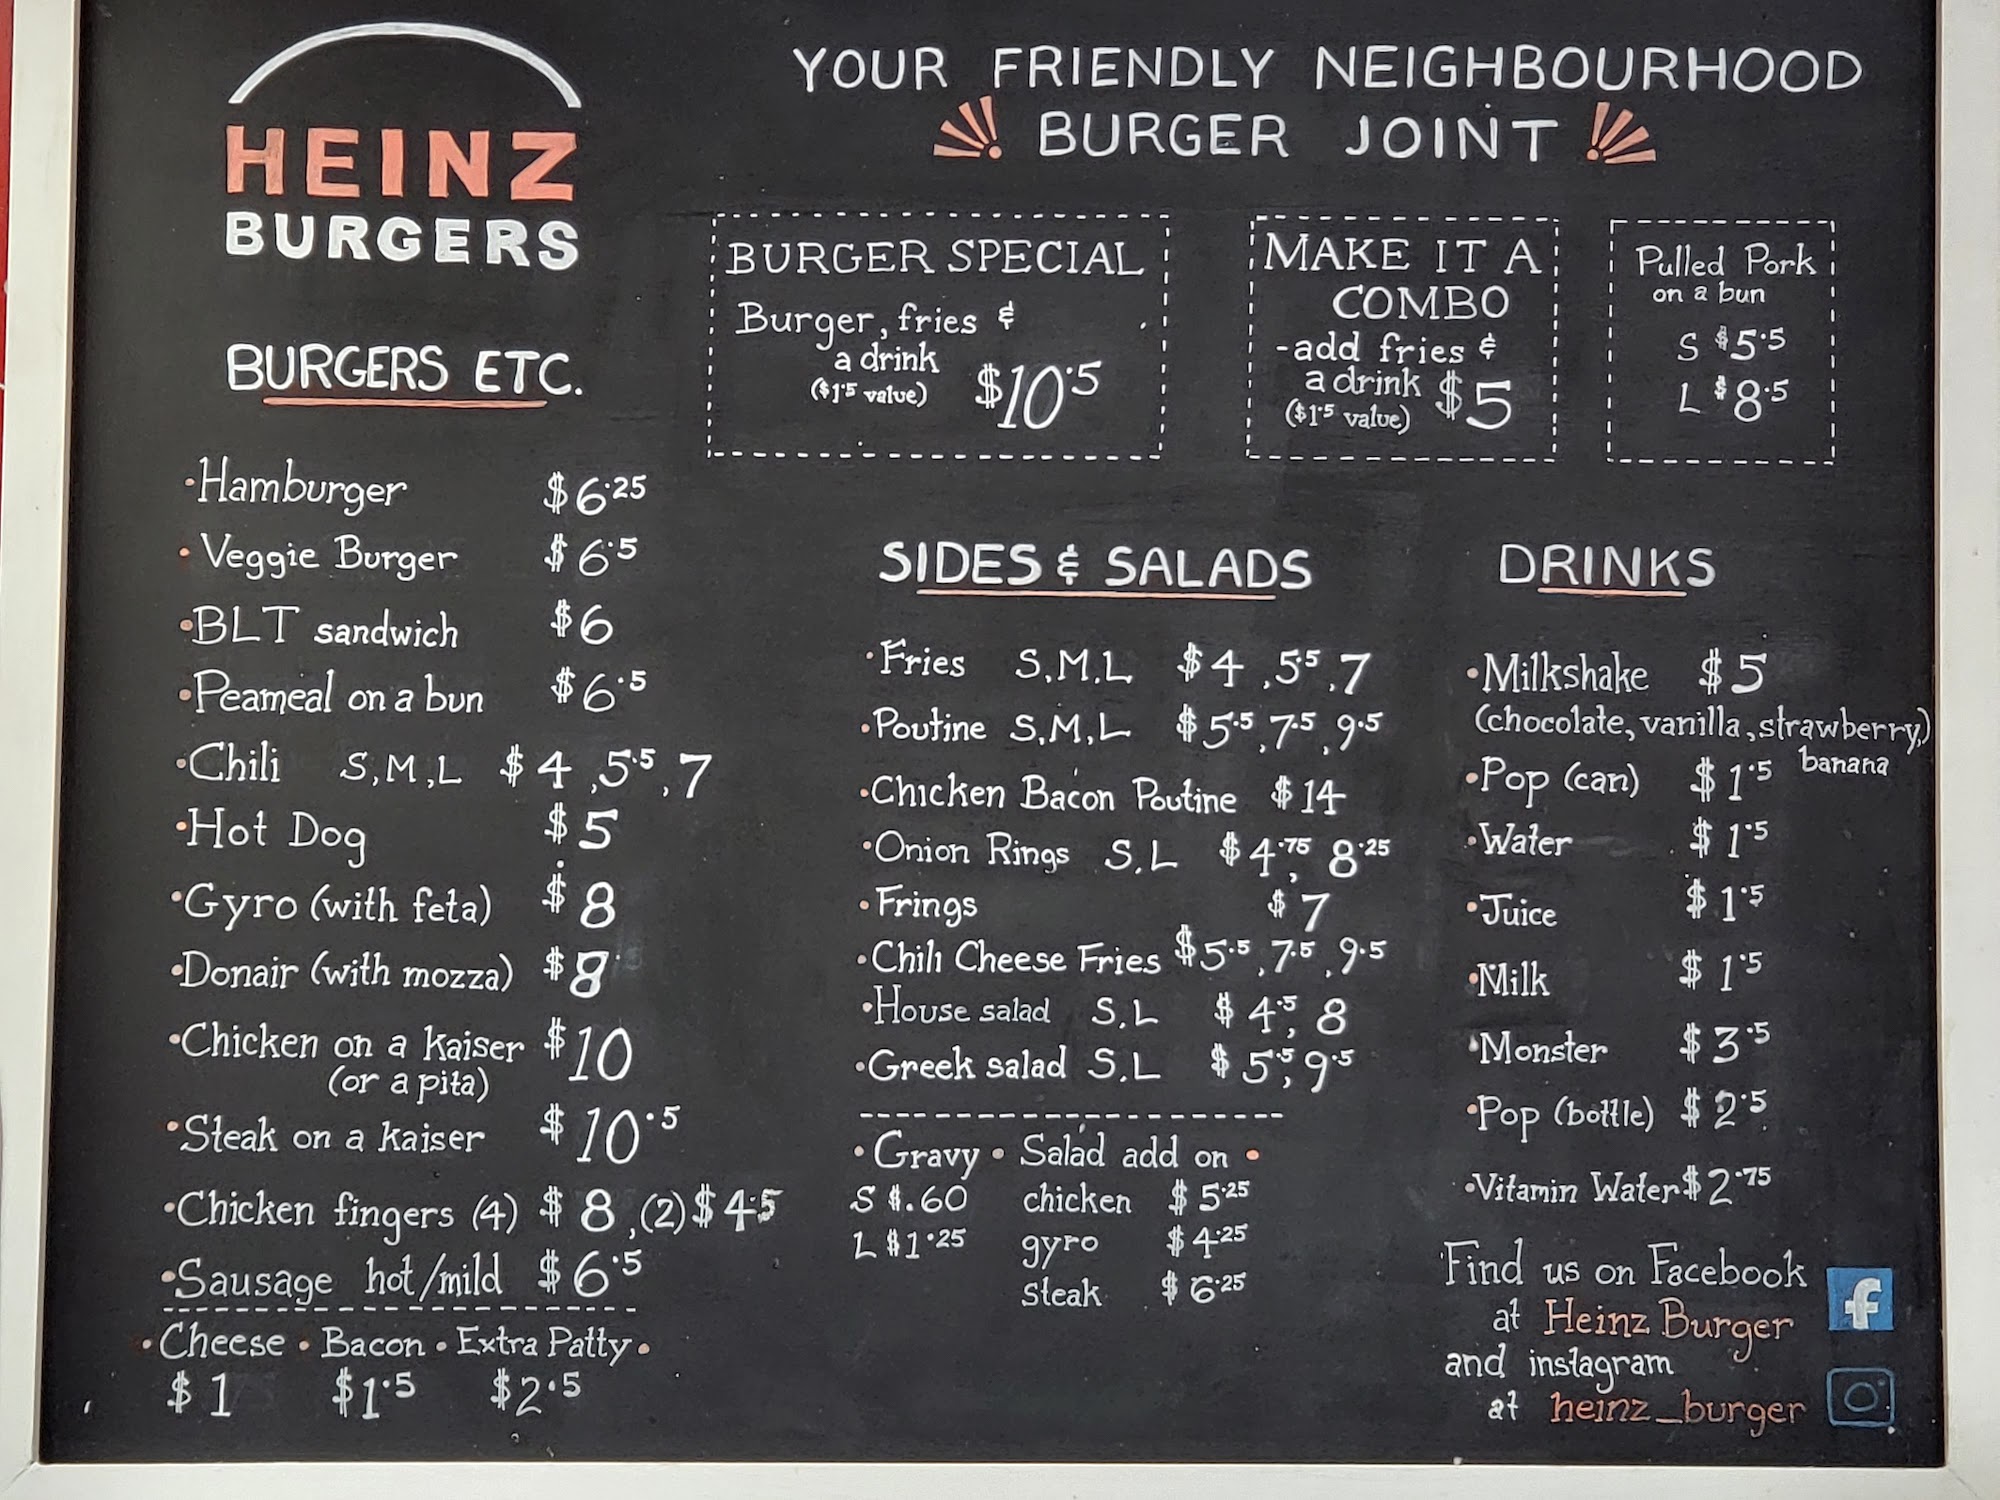 HEINZ
BURGERS
YOUR FRIENDLY NEIGHBOURHOOD
BURGER JOINT
BURGER SPECIAL
Burger, fries &
a drink
($1.5 value) $10.5
MAKE IT A
COMBO
-add fries &
a drink $5
($1.5 value)
Pulled Pork
on a bun
S $5.5
L $8.5
BURGERS ETC.
•Hamburger $6.25
•Veggie Burger $6.5
•BLT sandwich $6
•Peameal on a bun $6.5
•Chili S,M,L $4,5.5,7
•Hot Dog $5
•Gyro (with feta) $8
•Donair (with mozza) $8
•Chicken on a kaiser $10
(or a pita)
•Steak on a kaiser $10.5
•Chicken fingers (4) $8,(2)$4.5
•Sausage hot/mild $6.5
•Cheese•Bacon•Extra Patty•
$1 $1.5 $2.5
SIDES & SALADS
•Fries S,M,L $4,5.5,7
•Poutine S,M,L $5.5,7.5,9.5
•Chicken Bacon Poutine $14
•Onion Rings S,L $4.75,8.25
•Frings $7
•Chili Cheese Fries $5.5,7.5,9.5
•House salad S,L $4.5,8
•Greek salad S,L $5.5,9.5
•Gravy•Salad add on•
S $.60 chicken $5.25
L $1.25 gyro $4.25
steak $6.25
DRINKS
•Milkshake $5
(chocolate, vanilla, strawberry,)
banana
•Pop (can) $1.5
•Water $1.5
•Juice $1.5
•Milk $1.5
•Monster $3.5
•Pop (bottle) $2.5
•Vitamin Water $2.75
Find us on Facebook
at Heinz Burger
and instagram
at heinz_burger
f